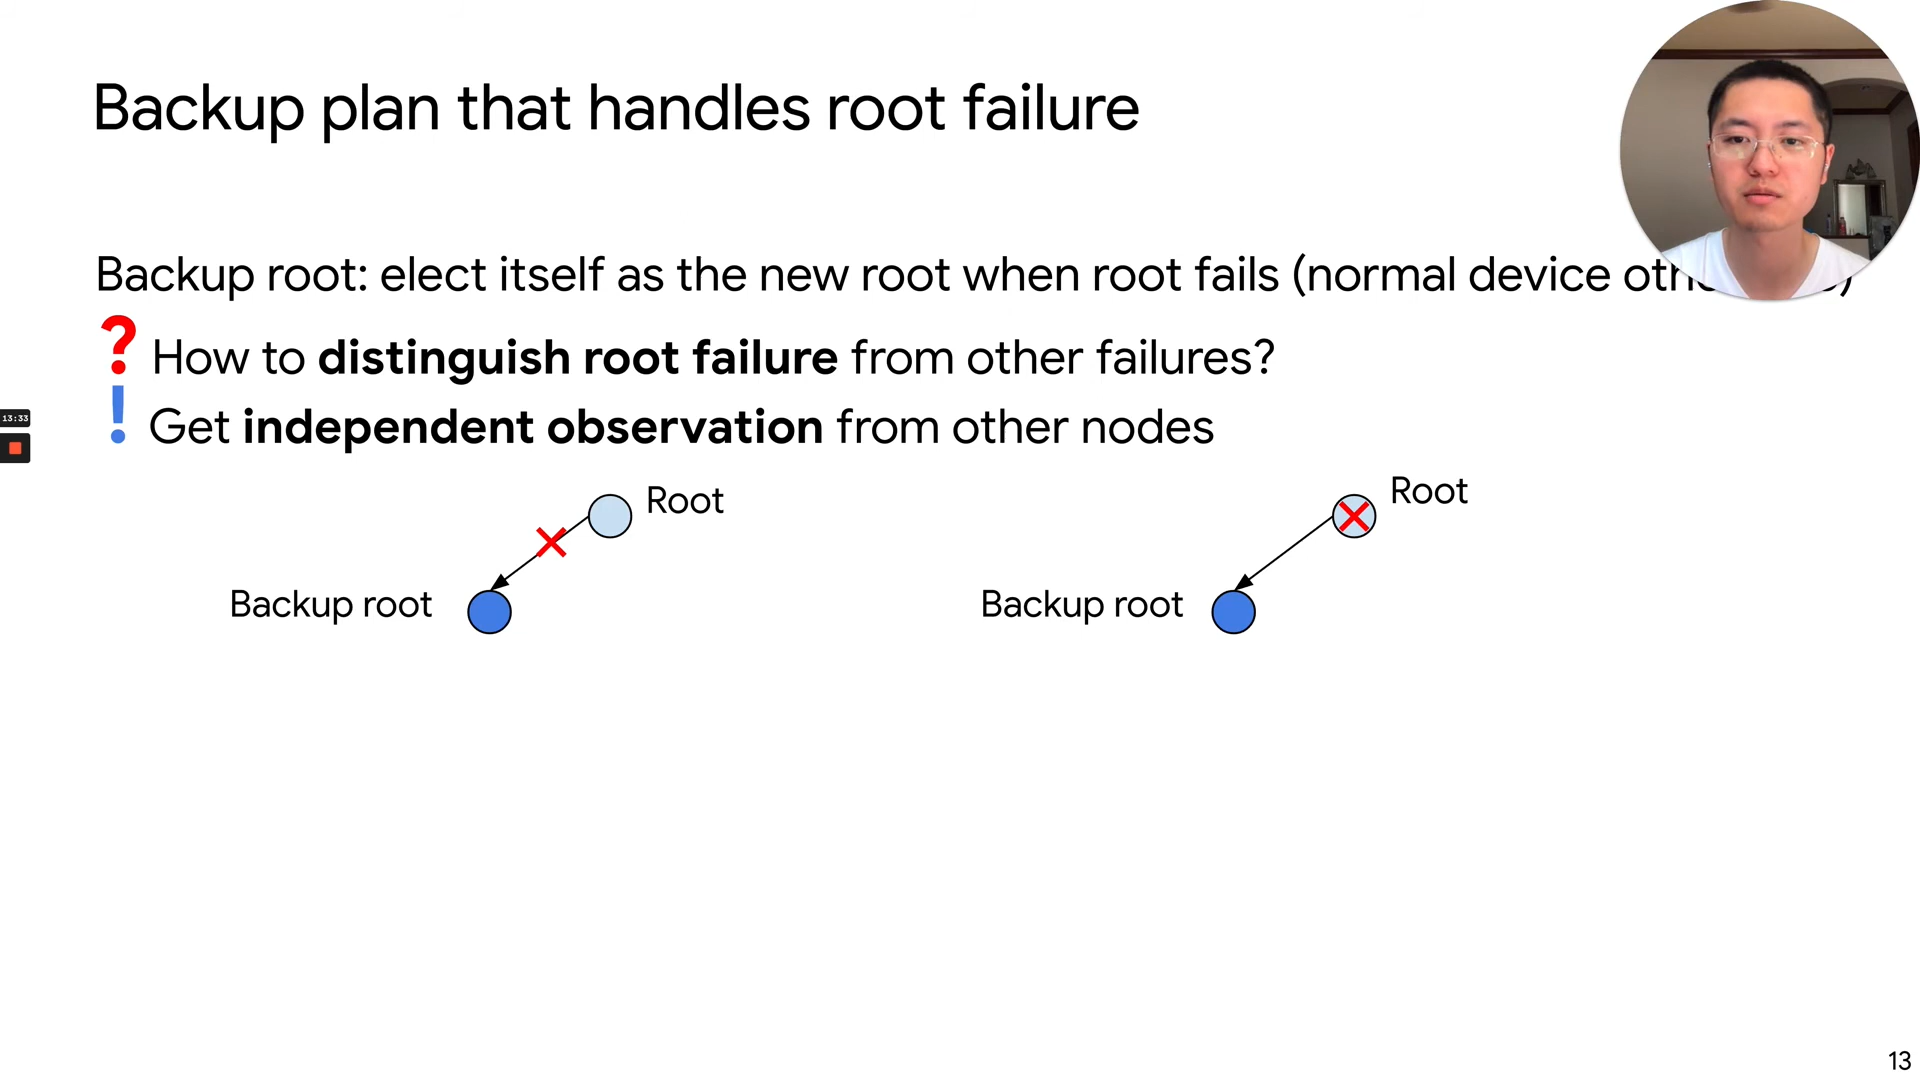 Backup plan that handles root failure
Backup root: elect itself as the new root when root fails (normal device
? How to distinguish root failure from other failures?
! Get independent observation from other nodes
13:33
Root
Root
Backup root
Backup root
13